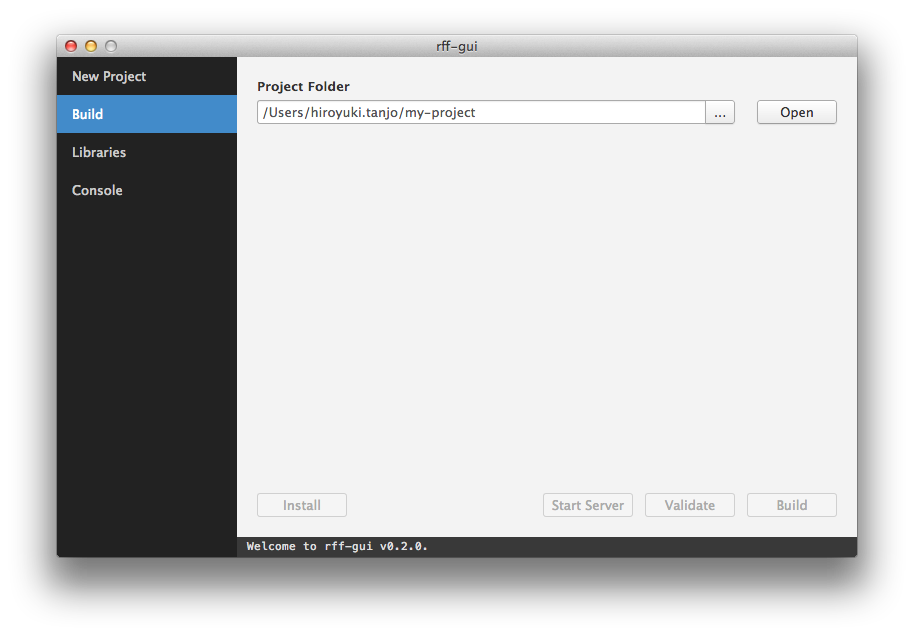 rff-gui
New Project
Build
Libraries
Console
Project Folder
/Users/hiroyuki.tanjo/my-project
...
Open
Install
Start Server
Validate
Build
Welcome to rff-gui v0.2.0.